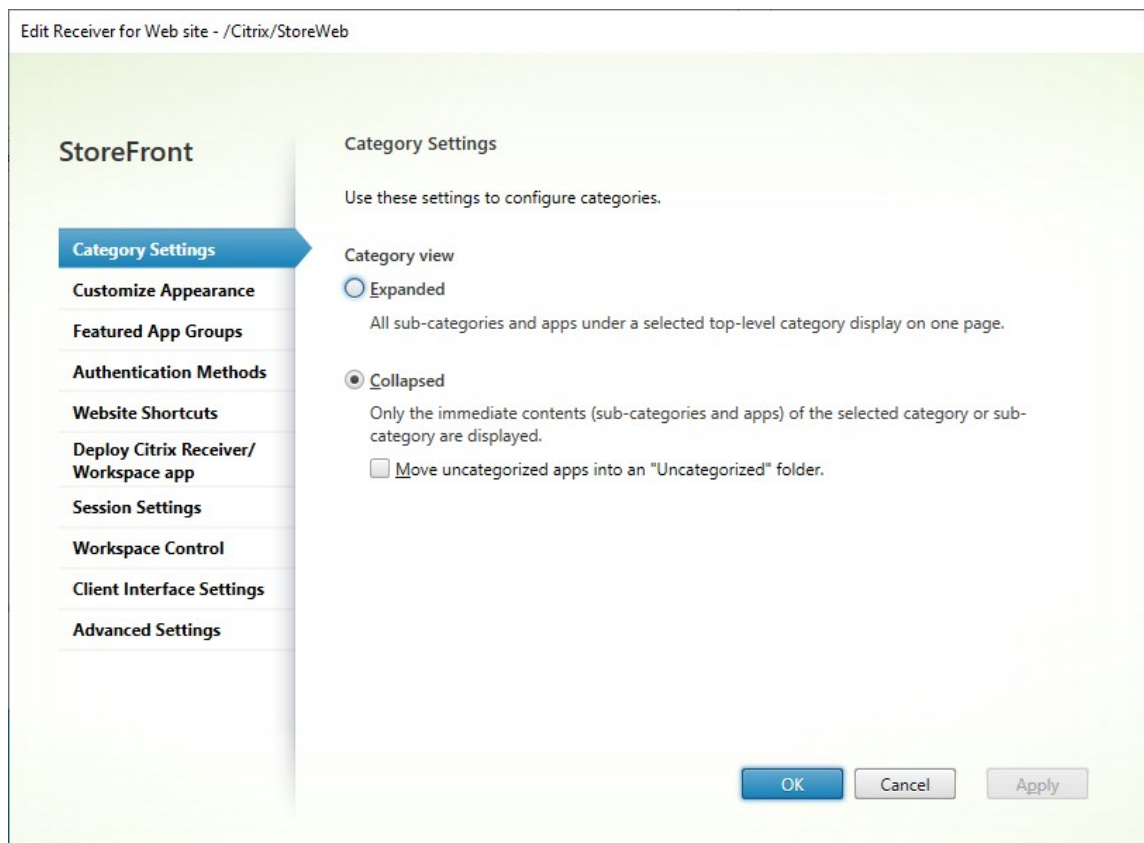 Edit Receiver for Web site - /Citrix/StoreWeb
StoreFront
Category Settings
Customize Appearance
Featured App Groups
Authentication Methods
Website Shortcuts
Deploy Citrix Receiver/
Workspace app
Session Settings
Workspace Control
Client Interface Settings
Advanced Settings
Category Settings
Use these settings to configure categories.
Category view
Expanded
All sub-categories and apps under a selected top-level category display on one page.
Collapsed
Only the immediate contents (sub-categories and apps) of the selected category or sub-
category are displayed.
Move uncategorized apps into an "Uncategorized" folder.
OK
Cancel
Apply